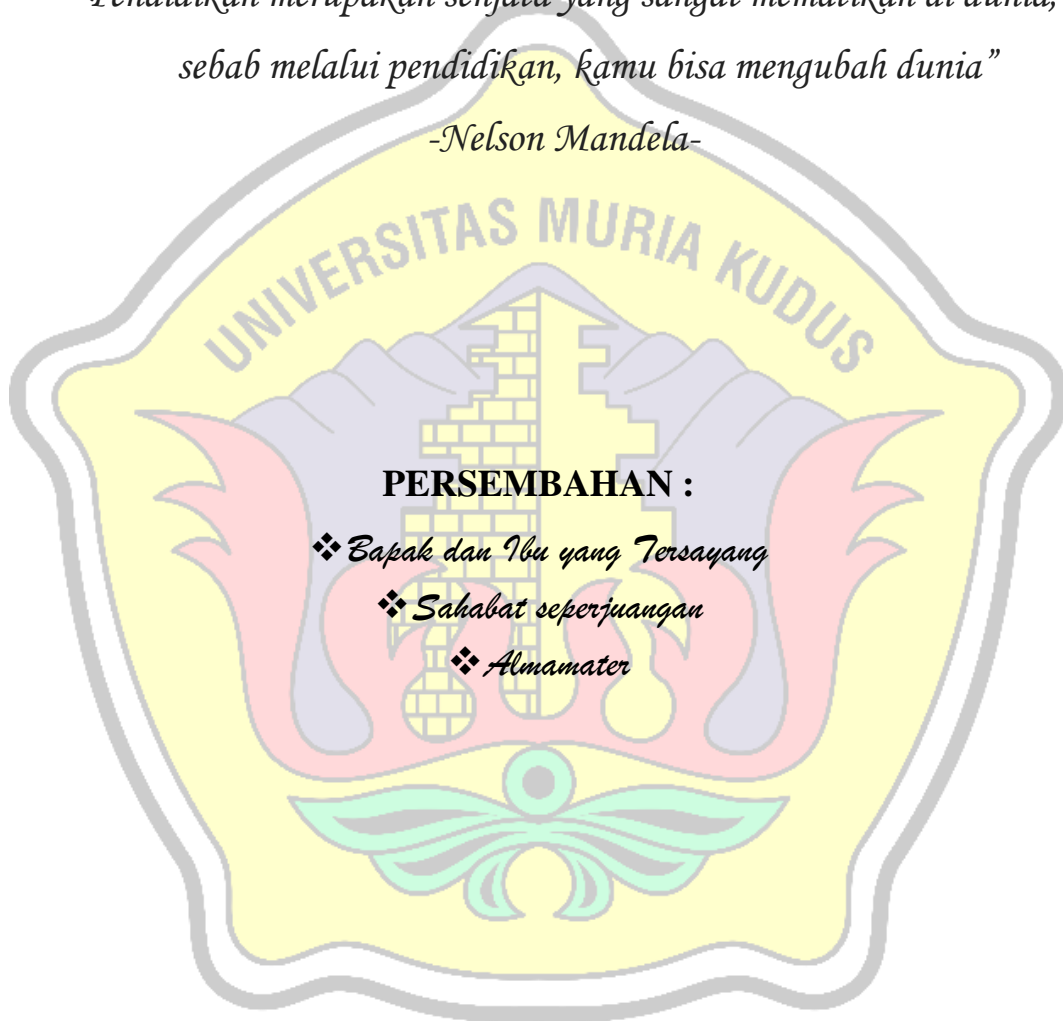 Pendidikan merupakan senjata yang sangat mematikan di dunia,
sebab melalui pendidikan, kamu bisa mengubah dunia”
-Nelson Mandela-
UNIVERSITAS MURIA KUDUS
PERSEMBAHAN :
❖ Bapak dan Ibu yang Tersayang
❖ Sahabat seperjuangan
❖ Almamater